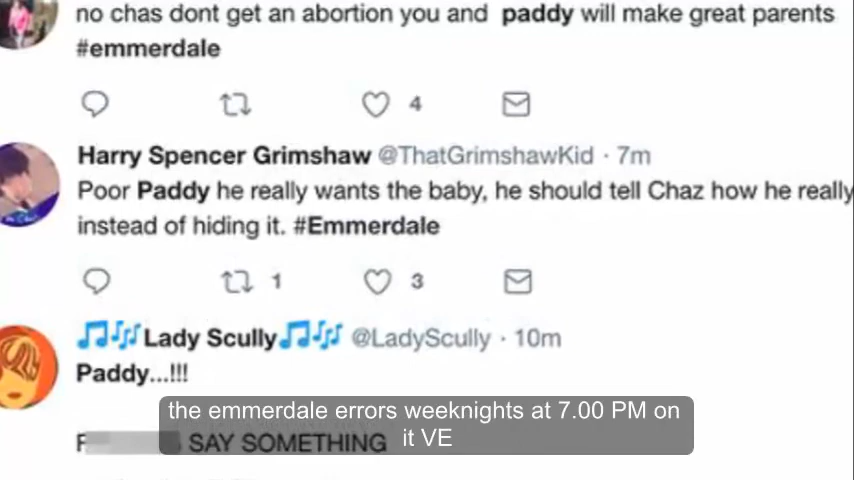 no chas dont get an abortion you and paddy will make great parents
#emmerdale
4
Harry Spencer Grimshaw @ThatGrimshawKid · 7m
Poor Paddy he really wants the baby, he should tell Chaz how he really
instead of hiding it. #Emmerdale
1 3
🎵🎶Lady Scully🎵🎶 @LadyScully · 10m
Paddy...!!!
the emmerdale errors weeknights at 7.00 PM on
it VE
SAY SOMETHING